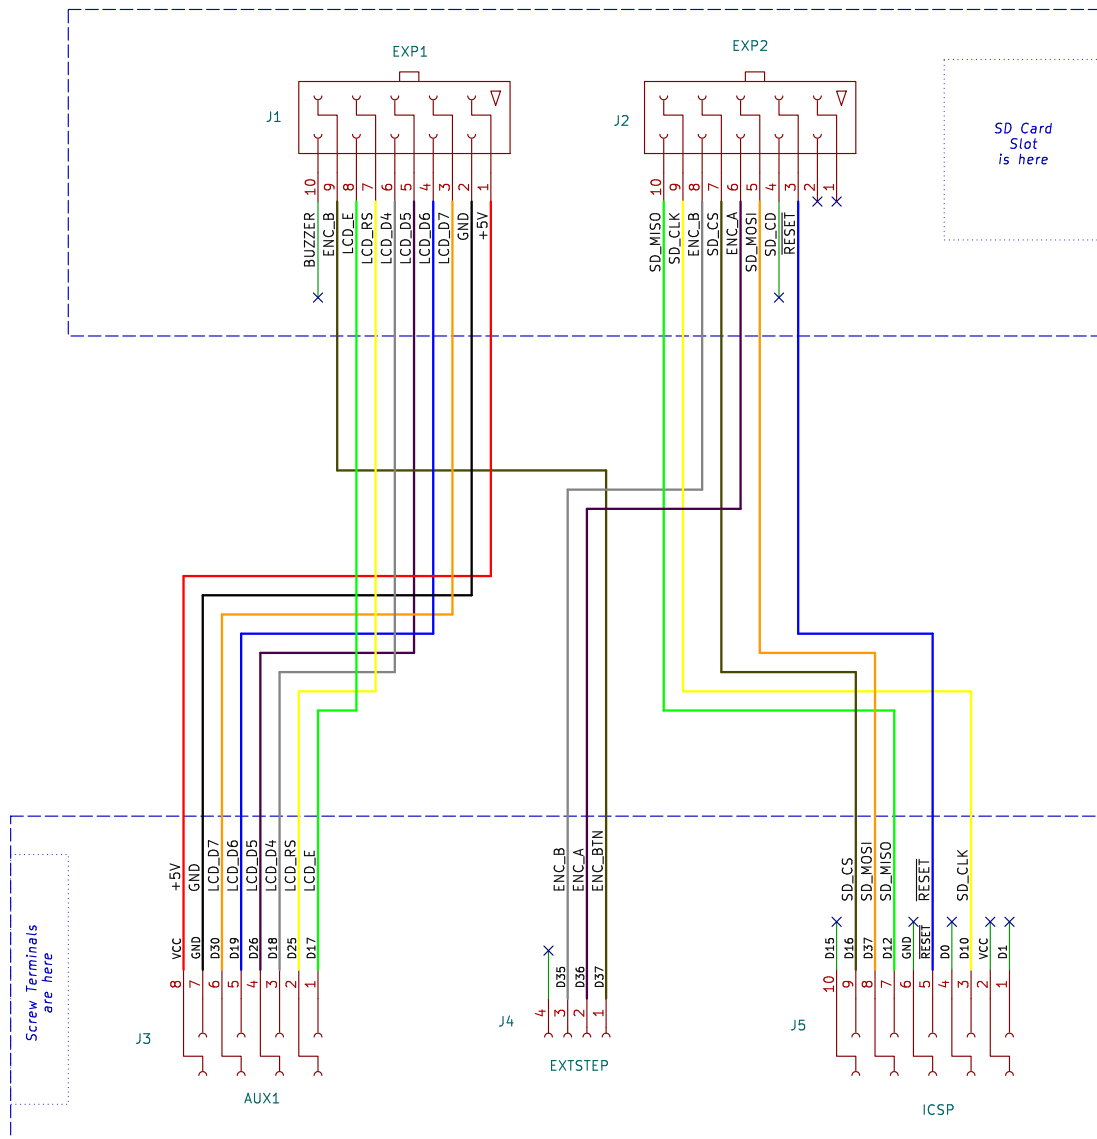 EXP1
EXP2
J1
J2
SD Card
Slot
is here
10
9
8
7
6
5
4
3
2
1
BUZZER
ENC_B
LCD_E
LCD_RS
LCD_D4
LCD_D5
LCD_D6
LCD_D7
GND
+5V
10
9
8
7
6
5
4
3
2
1
SD_MISO
SD_CLK
ENC_B
SD_CS
ENC_A
SD_MOSI
SD_CD
RESET
+5V
GND
LCD_D7
LCD_D6
LCD_D5
LCD_D4
LCD_RS
LCD_E
VCC
GND
D30
D19
D26
D18
D25
D17
8
7
6
5
4
3
2
1
J3
AUX1
Screw Terminals
are here
ENC_B
ENC_A
ENC_BTN
D35
D36
D37
4
3
2
1
J4
EXTSTEP
SD_CS
SD_MOSI
SD_MISO
RESET
SD_CLK
D15
D16
D37
D12
GND
RESET
D0
D10
VCC
D1
10
9
8
7
6
5
4
3
2
1
J5
ICSP